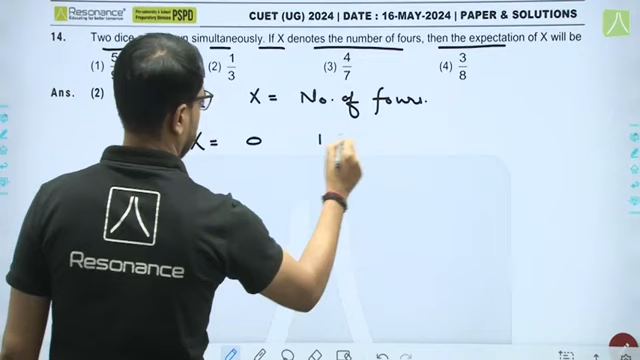 Resonance® Educating for better tomorrow Pre-university & School Preparatory Division PSPD CUET (UG) 2024 | DATE : 16-MAY-2024 | PAPER & SOLUTIONS
14. Two dice simultaneously. If X denotes the number of fours, then the expectation of X will be
(1) 5 (2) 1/3 (3) 4/7 (4) 3/8
Ans. (2) X = No. of fours.
X = 0 1
Resonance